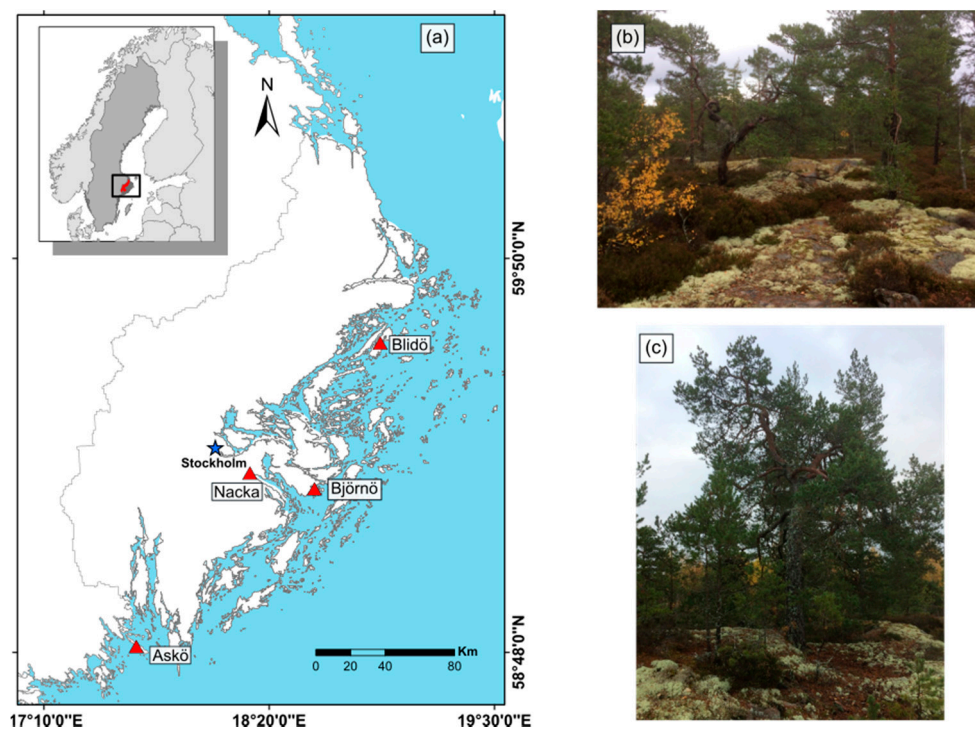 (a)
N
59°50'0"N
Blidö
Stockholm
Nacka
Björnö
Askö
Km
0 20 40 80
58°48'0"N
17°10'0"E 18°20'0"E 19°30'0"E
(b)
(c)